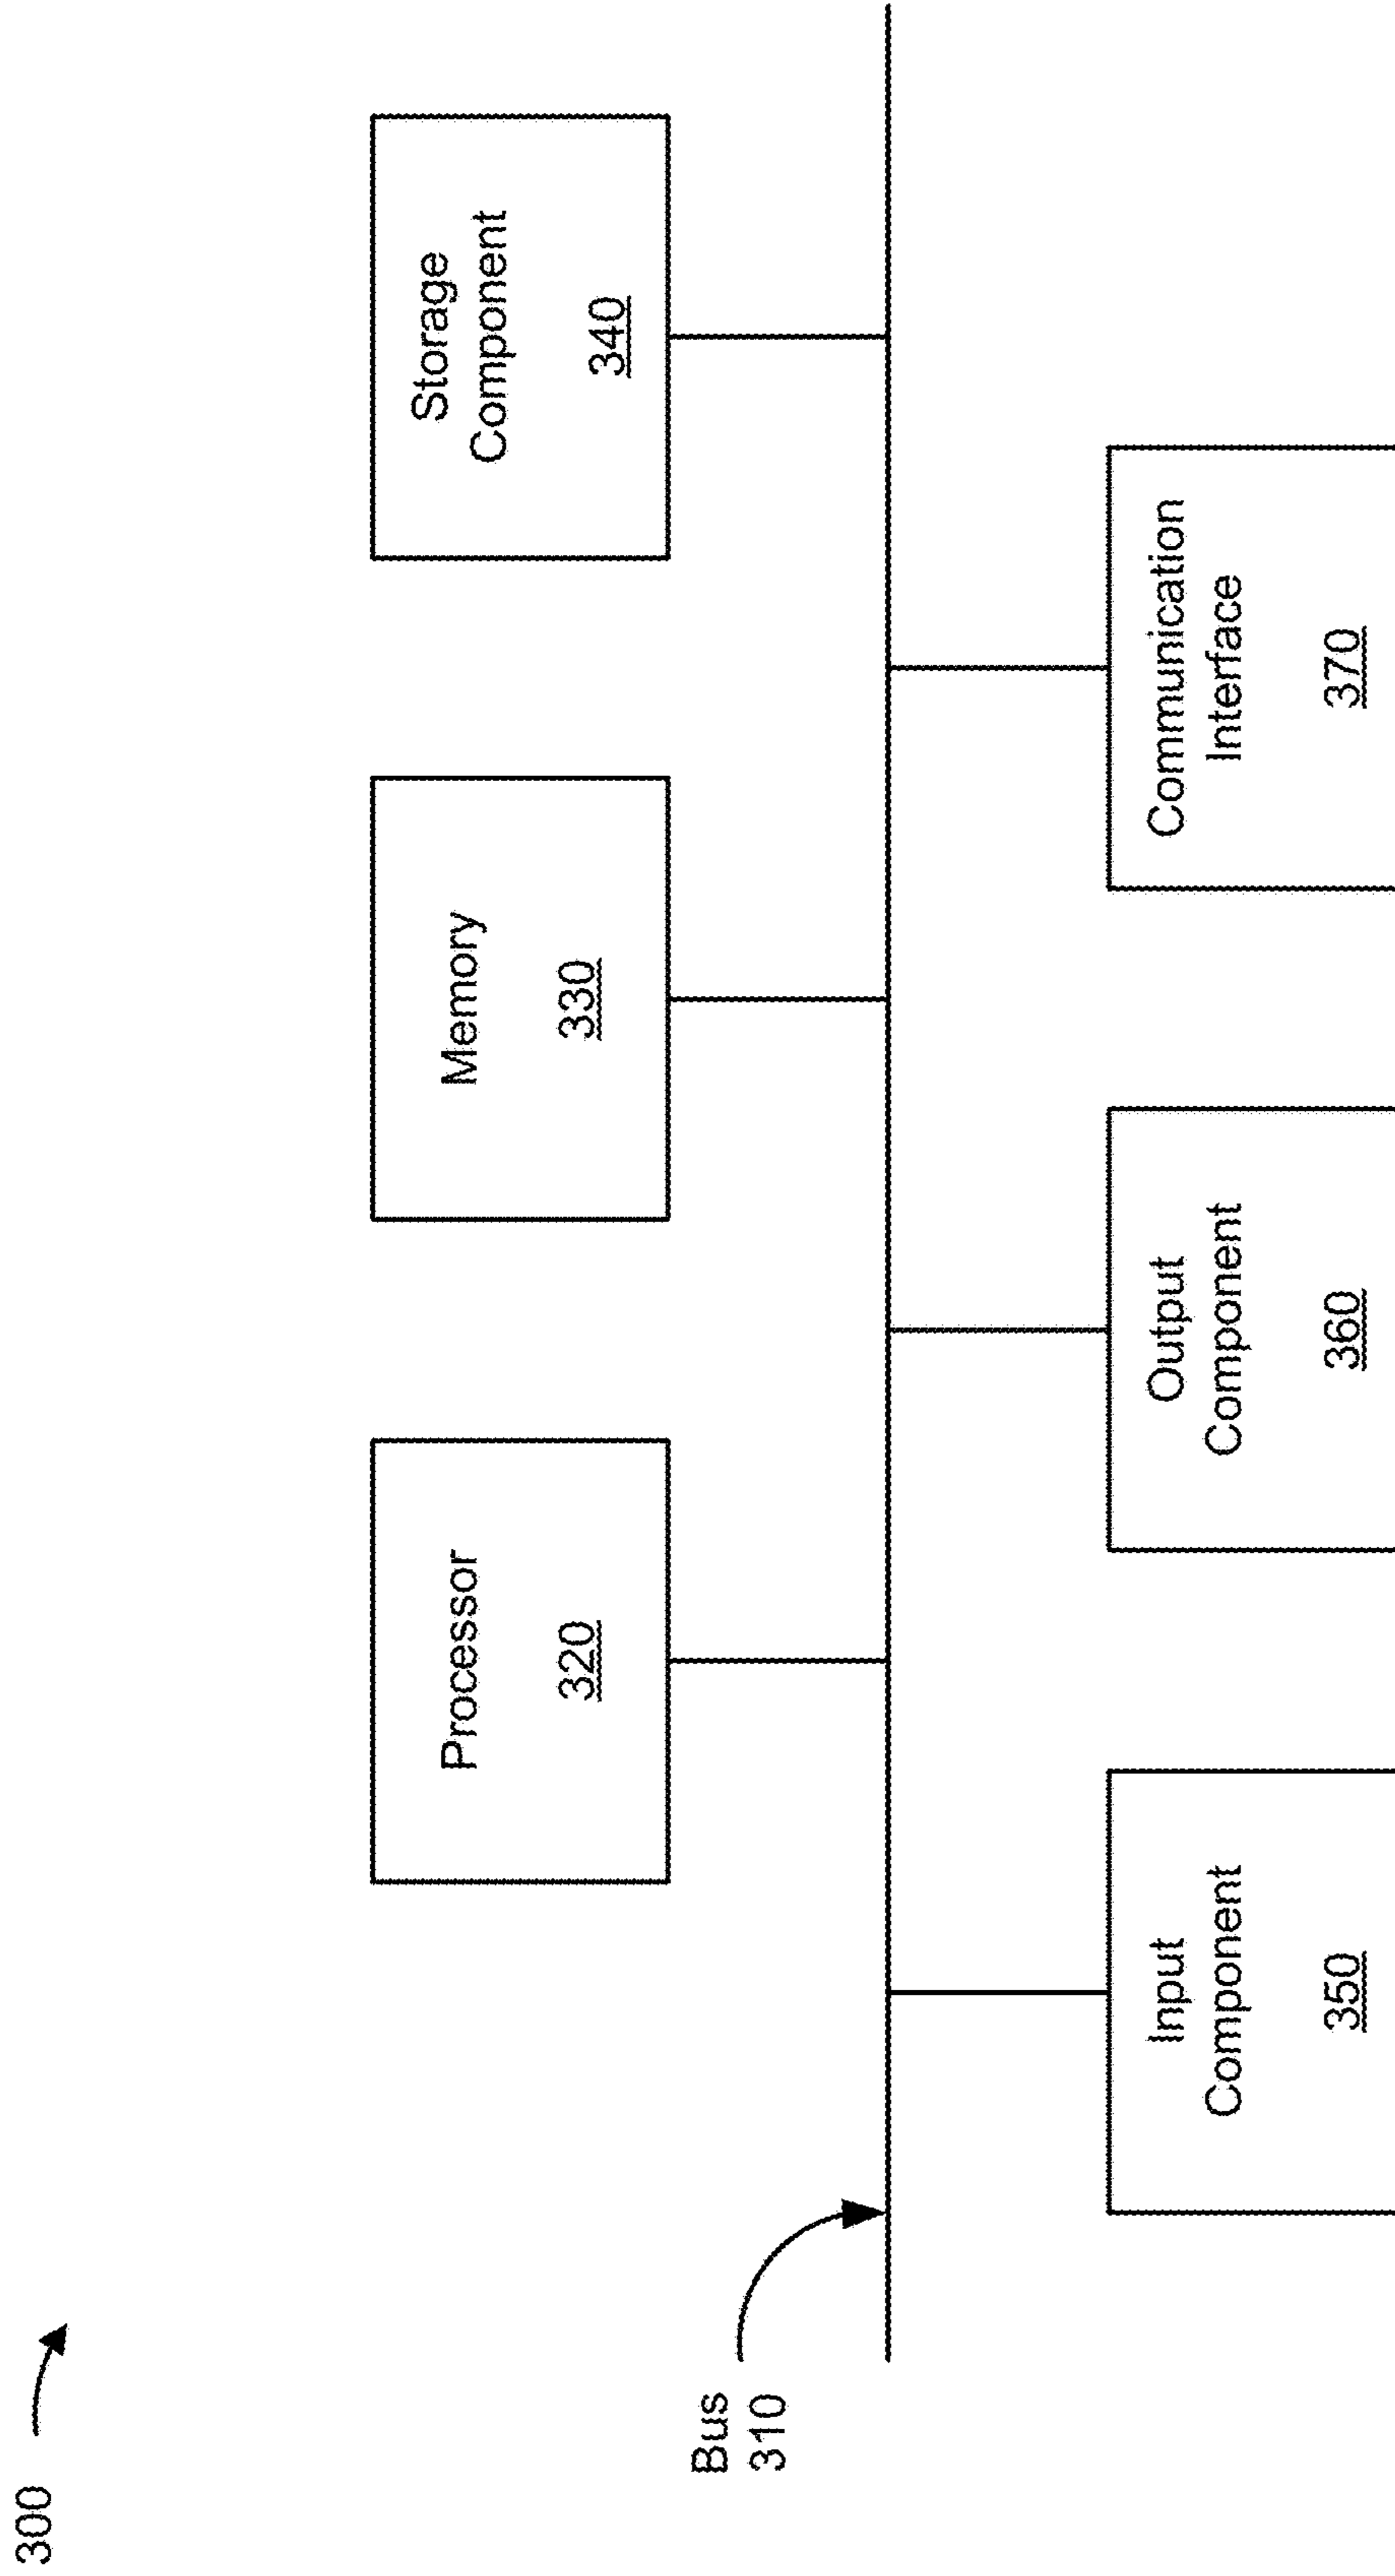 300
Processor
320
Memory
330
Storage
Component
340
Bus
310
Input
Component
350
Output
Component
360
Communication
Interface
370